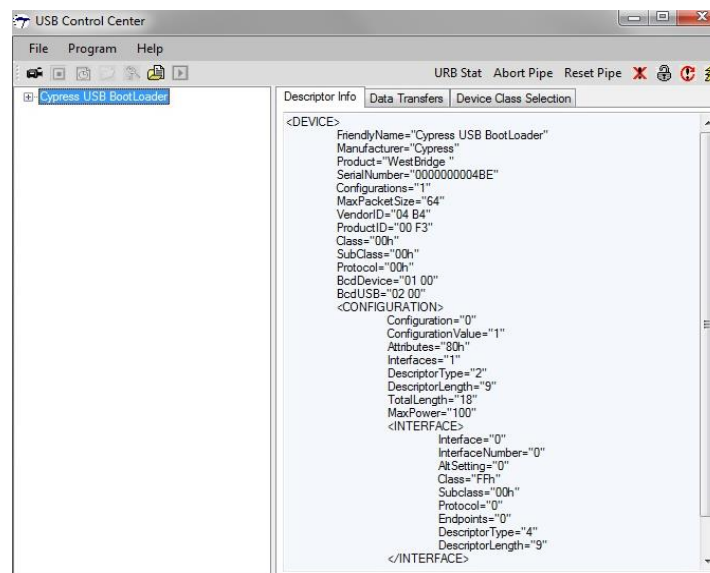 USB Control Center
File Program Help
URB Stat Abort Pipe Reset Pipe
Cypress USB BootLoader
Descriptor Info Data Transfers Device Class Selection
<DEVICE>
FriendlyName="Cypress USB BootLoader"
Manufacturer="Cypress"
Product="WestBridge "
SerialNumber="0000000004BE"
Configurations="1"
MaxPacketSize="64"
VendorID="04 B4"
ProductID="00 F3"
Class="00h"
SubClass="00h"
Protocol="00h"
BcdDevice="01 00"
BcdUSB="02 00"
<CONFIGURATION>
Configuration="0"
ConfigurationValue="1"
Attributes="80h"
Interfaces="1"
DescriptorType="2"
DescriptorLength="9"
TotalLength="18"
MaxPower="100"
<INTERFACE>
Interface="0"
InterfaceNumber="0"
AltSetting="0"
Class="FFh"
Subclass="00h"
Protocol="0"
Endpoints="0"
DescriptorType="4"
DescriptorLength="9"
</INTERFACE>